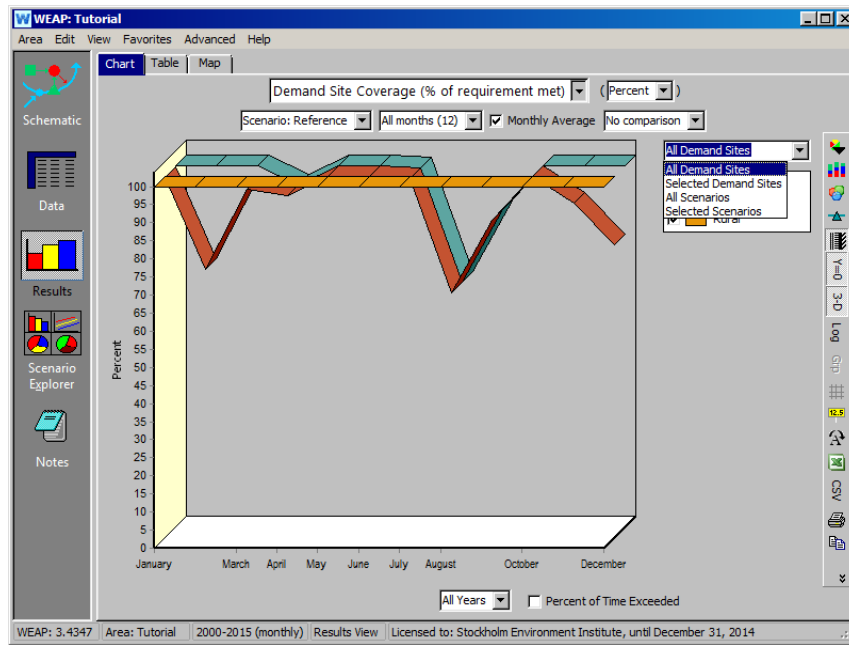 WEAP: Tutorial
Area Edit View Favorites Advanced Help
Chart Table Map
Demand Site Coverage (% of requirement met) ( Percent )
Scenario: Reference All months (12) Monthly Average No comparison
All Demand Sites
All Demand Sites
Selected Demand Sites
All Scenarios
Selected Scenarios
Rural
Schematic
Data
Results
Scenario
Explorer
Notes
Percent
100
95
90
85
80
75
70
65
60
55
50
45
40
35
30
25
20
15
10
5
0
January March April May June July August October December
All Years Percent of Time Exceeded
Y=0
3-D
Log
Grp
12.5
CSV
WEAP: 3.4347 Area: Tutorial 2000-2015 (monthly) Results View Licensed to: Stockholm Environment Institute, until December 31, 2014